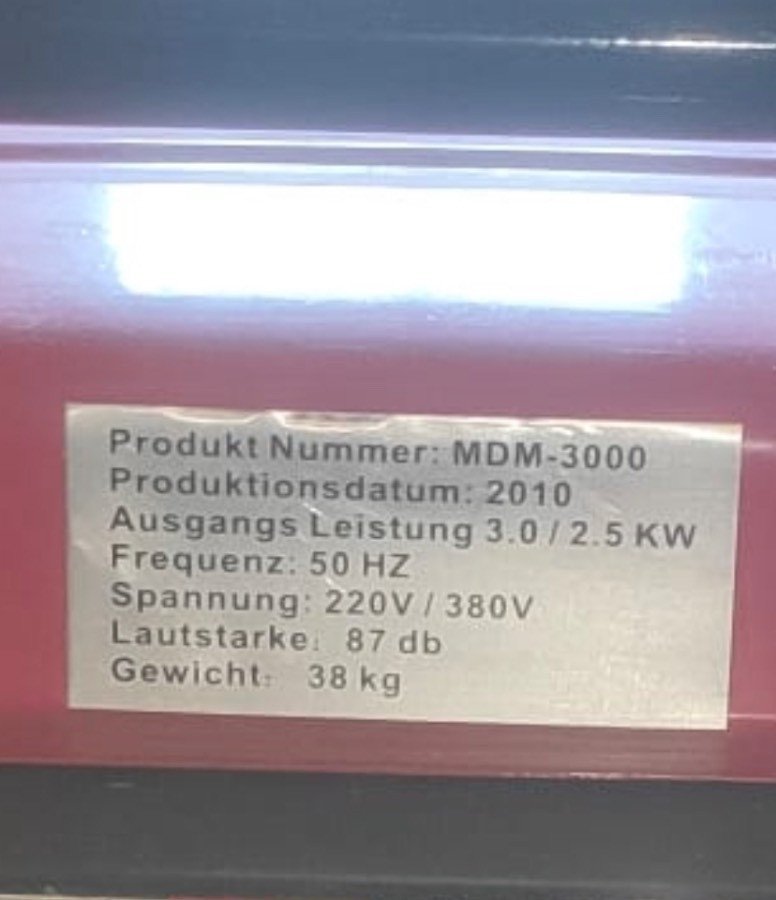 Produkt Nummer: MDM-3000
Produktionsdatum: 2010
Ausgangs Leistung 3.0 / 2.5 KW
Frequenz: 50 HZ
Spannung: 220V / 380V
Lautstarke: 87 db
Gewicht: 38 kg